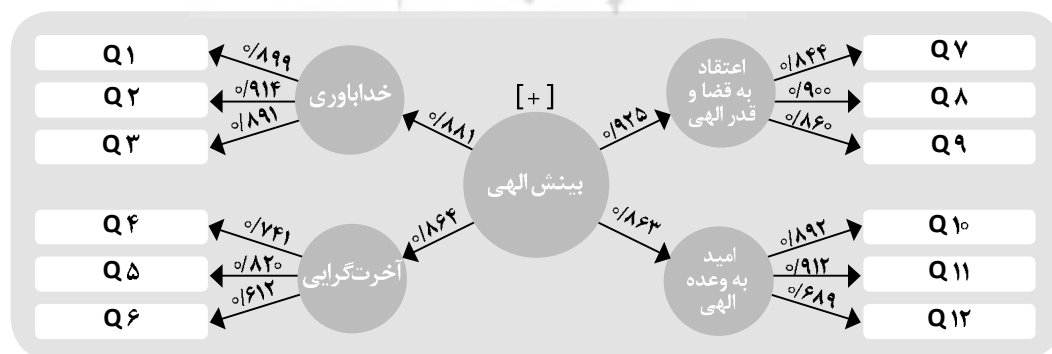 Q۱
Q۲
Q۳
۰/۸۹۹
۰/۹۱۴
۰/۸۹۱
خداباوری
۰/۸۸۱
[+]
بینش الهی
۰/۹۲۵
اعتقاد
به قضا و
قدر الهی
۰/۸۴۴
۰/۹۰۰
۰/۸۶۰
Q۷
Q۸
Q۹
Q۴
Q۵
Q۶
۰/۷۴۱
۰/۸۲۰
۰/۶۱۲
آخرت‌گرایی
۰/۸۶۴
۰/۸۶۳
امید
به وعده
الهی
۰/۸۹۲
۰/۹۱۲
۰/۶۸۹
Q۱۰
Q۱۱
Q۱۲